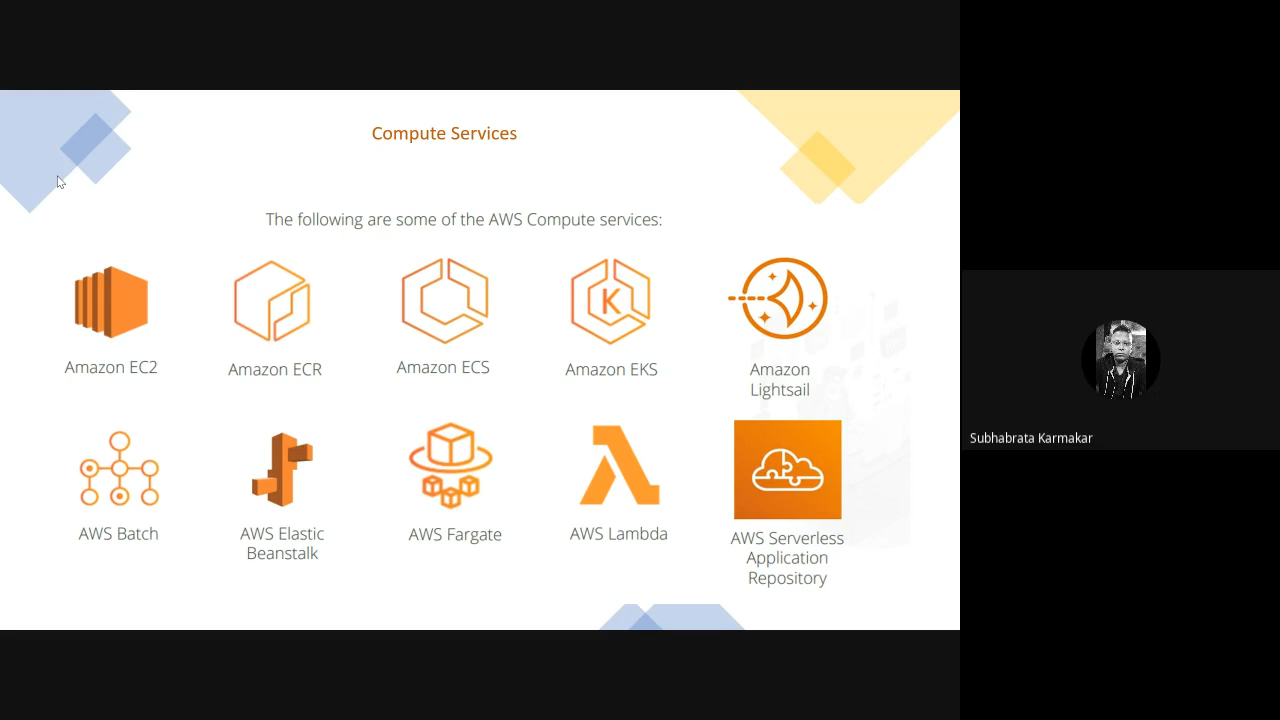 Compute Services
The following are some of the AWS Compute services:
Amazon EC2
Amazon ECR
Amazon ECS
Amazon EKS
Amazon
Lightsail
AWS Batch
AWS Elastic
Beanstalk
AWS Fargate
AWS Lambda
AWS Serverless
Application
Repository
K
Subhabrata Karmakar